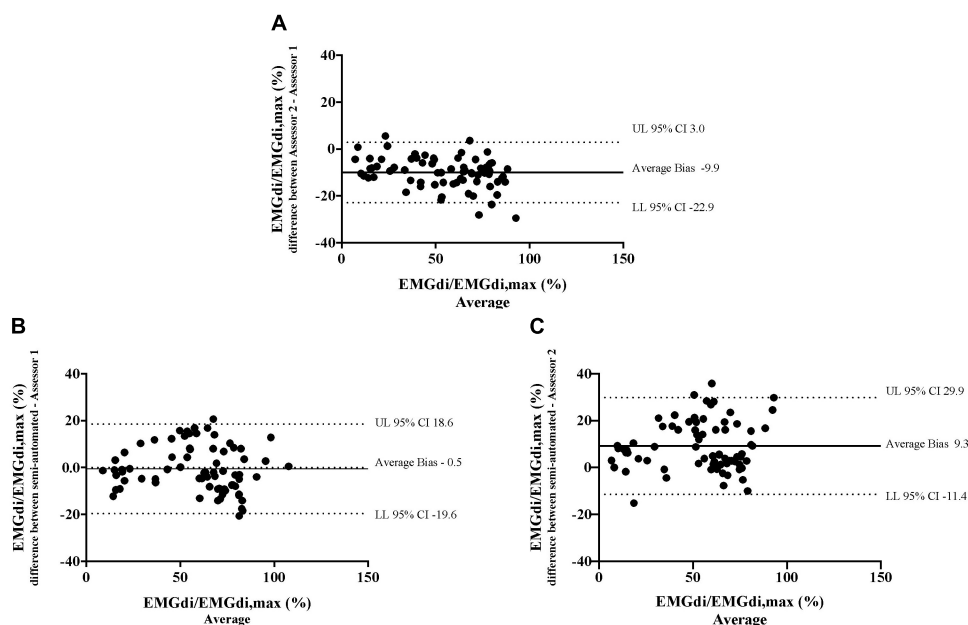 A
EMGdi/EMGdi,max (%)
difference between Assessor 2 - Assessor 1
40
20
0
-20
-40
UL 95% CI 3.0
Average Bias -9.9
LL 95% CI -22.9
0 50 100 150
EMGdi/EMGdi,max (%)
Average
B
EMGdi/EMGdi,max (%)
difference between semi-automated - Assessor 1
40
20
0.0
-20
-40
UL 95% CI 18.6
Average Bias - 0.5
LL 95% CI -19.6
0 50 100 150
EMGdi/EMGdi,max (%)
Average
C
EMGdi/EMGdi,max (%)
difference between semi-automated - Assessor 2
40
20
0
-20
-40
UL 95% CI 29.9
Average Bias 9.3
LL 95% CI -11.4
0 50 100 150
EMGdi/EMGdi,max (%)
Average